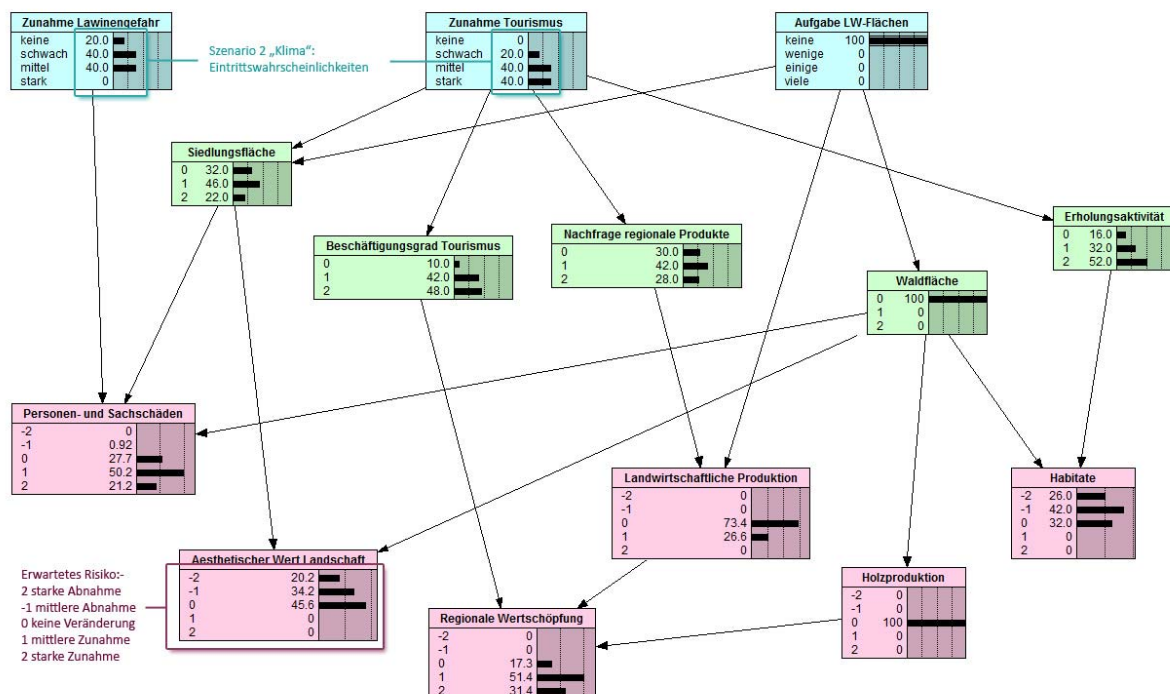 Zunahme Lawinengefahr
keine 20.0
schwach 40.0
mittel 40.0
stark 0
Szenario 2 „Klima“:
Eintrittswahrscheinlichkeiten
Zunahme Tourismus
keine 0
schwach 20.0
mittel 40.0
stark 40.0
Aufgabe LW-Flächen
keine 100
wenige 0
einige 0
viele 0
Siedlungsfläche
0 32.0
1 46.0
2 22.0
Beschäftigungsgrad Tourismus
0 10.0
1 42.0
2 48.0
Nachfrage regionale Produkte
0 30.0
1 42.0
2 28.0
Erholungsaktivität
0 16.0
1 32.0
2 52.0
Waldfläche
0 100
1 0
2 0
Personen- und Sachschäden
-2 0
-1 0.92
0 27.7
1 50.2
2 21.2
Landwirtschaftliche Produktion
-2 0
-1 0
0 73.4
1 26.6
2 0
Habitate
-2 26.0
-1 42.0
0 32.0
1 0
2 0
Erwartetes Risiko:-
2 starke Abnahme
-1 mittlere Abnahme
0 keine Veränderung
1 mittlere Zunahme
2 starke Zunahme
Aesthetischer Wert Landschaft
-2 20.2
-1 34.2
0 45.6
1 0
2 0
Regionale Wertschöpfung
-2 0
-1 0
0 17.3
1 51.4
2 31.4
Holzproduktion
-2 0
-1 0
0 100
1 0
2 0